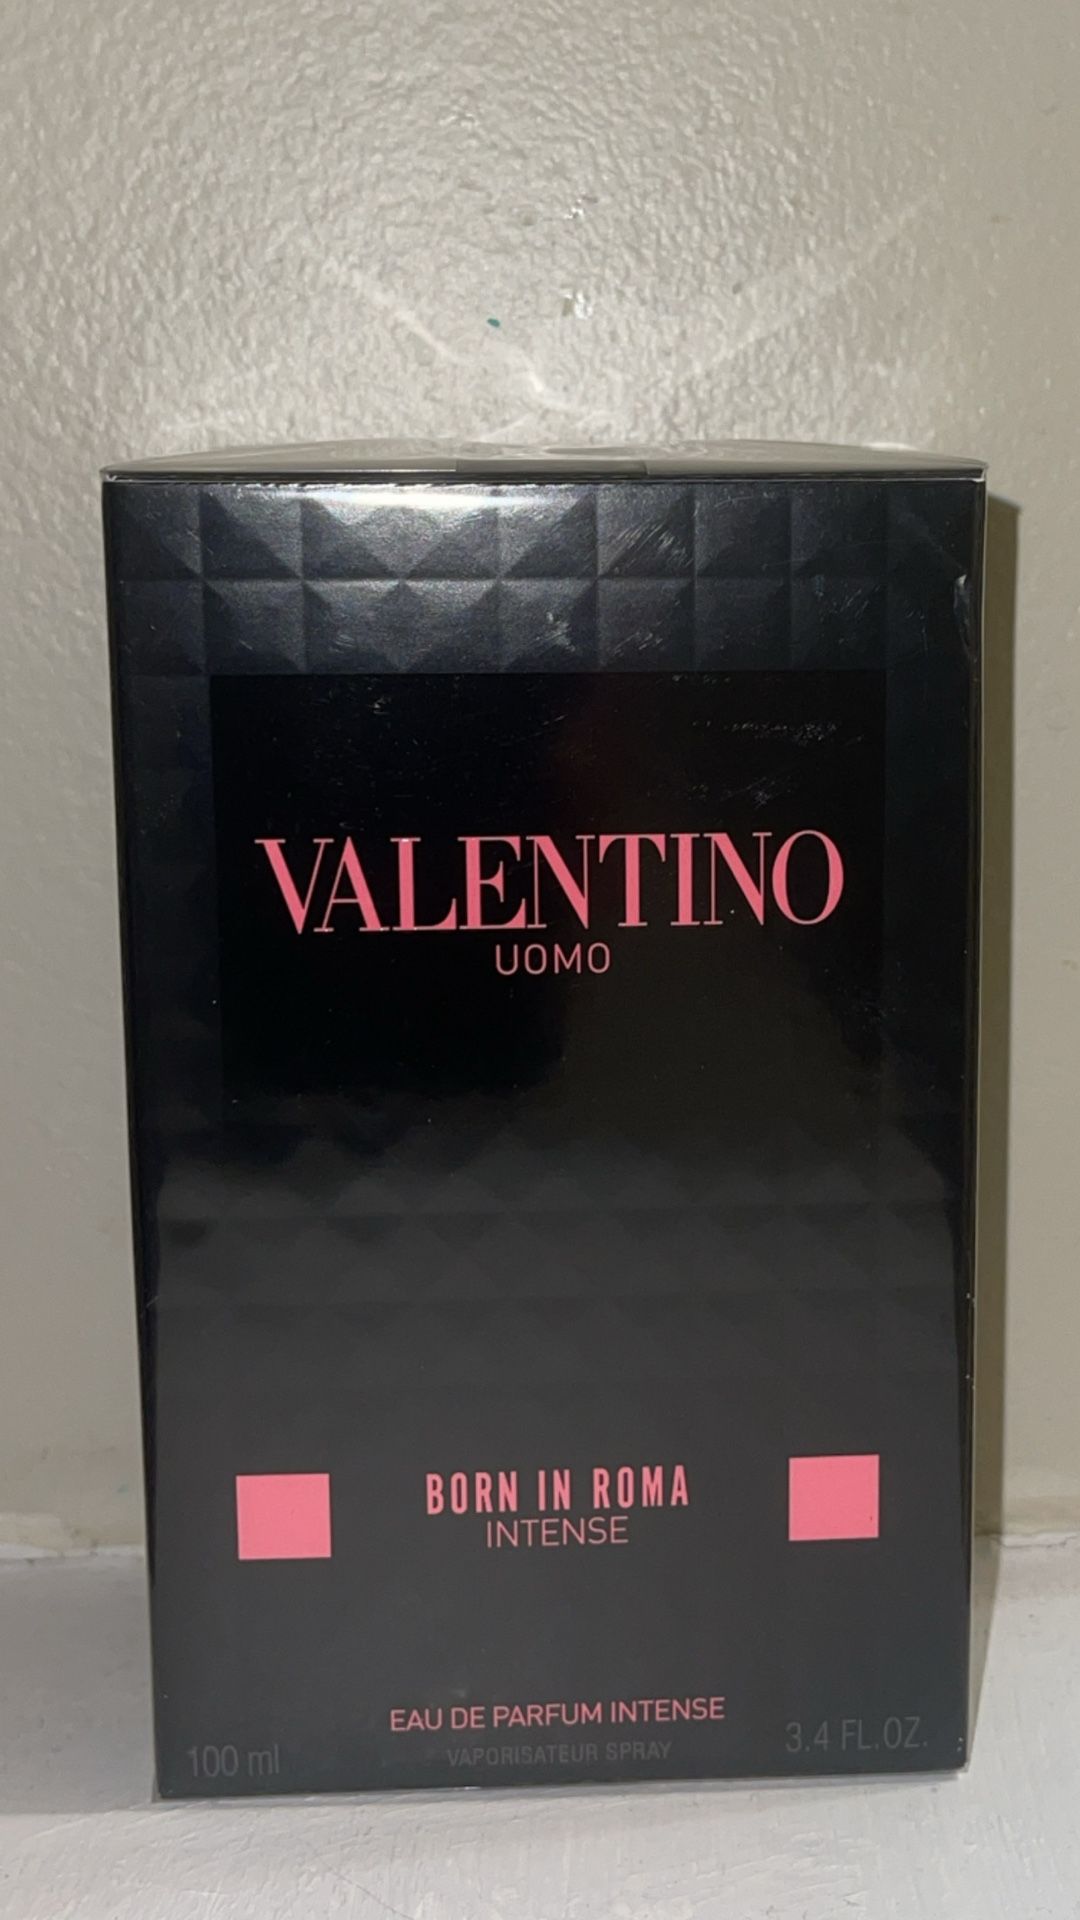 VALENTINO
UOMO
BORN IN ROMA
INTENSE
EAU DE PARFUM INTENSE
100 ml VAPORISATEUR SPRAY 3.4 FL.OZ.